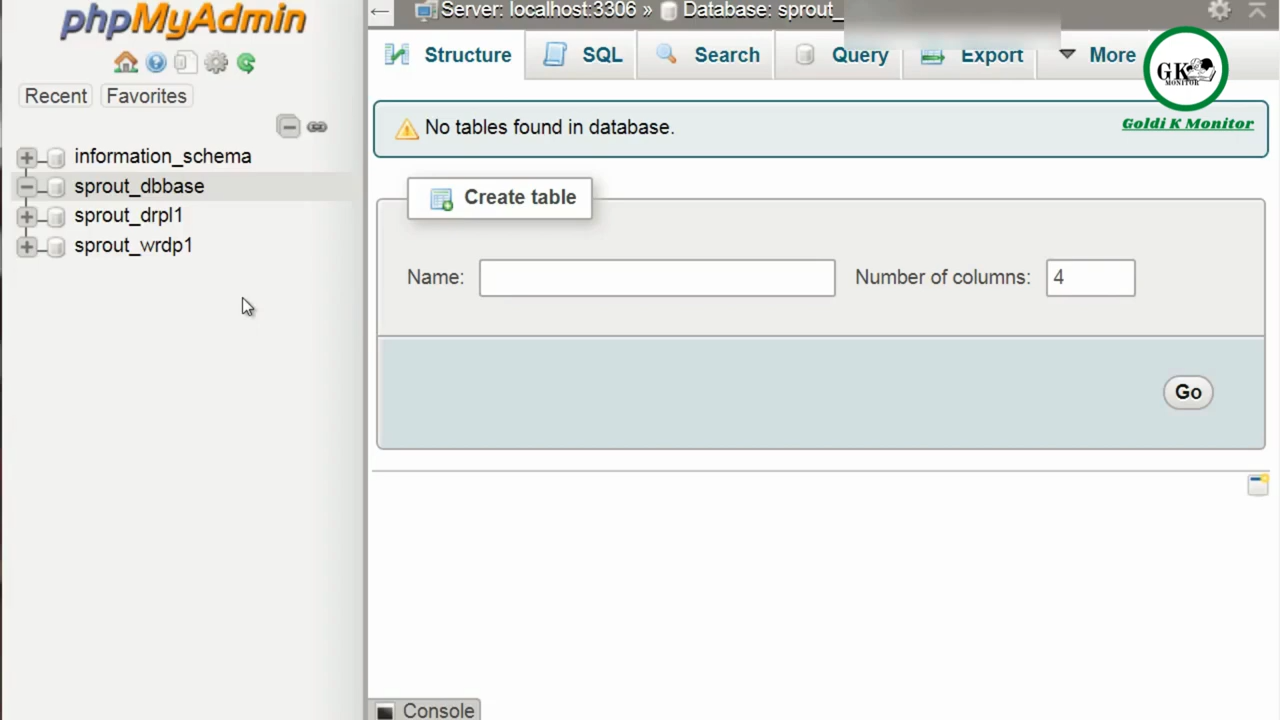 phpMyAdmin
Server: localhost:3306 » Database: sprout_
Structure SQL Search Query Export More
GK
MONITOR
Goldi K Monitor
Recent Favorites
No tables found in database.
information_schema
sprout_dbbase
sprout_drpl1
sprout_wrdp1
Create table
Name: Number of columns: 4
Go
Console